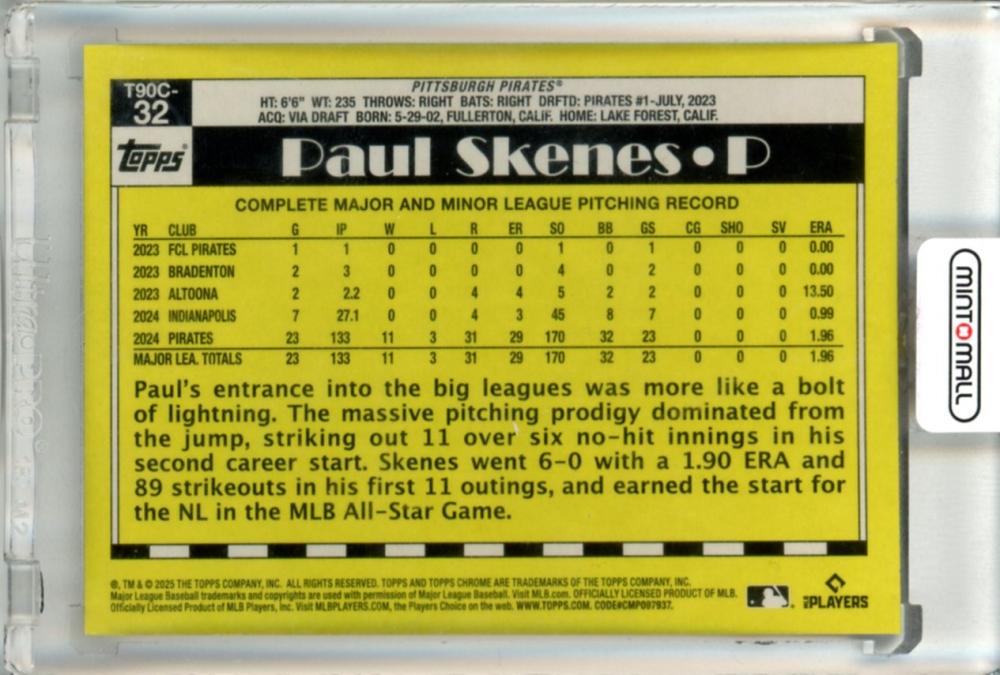 T90C-
32
PITTSBURGH PIRATES®
HT: 6'6" WT: 235 THROWS: RIGHT BATS: RIGHT DRFTD: PIRATES #1-JULY, 2023
ACQ: VIA DRAFT BORN: 5-29-02, FULLERTON, CALIF. HOME: LAKE FOREST, CALIF.
Topps®
Paul Skenes • P
COMPLETE MAJOR AND MINOR LEAGUE PITCHING RECORD
YR CLUB G IP W L R ER SO BB GS CG SHO SV ERA
2023 FCL PIRATES 1 1 0 0 0 0 1 0 1 0 0 0 0.00
2023 BRADENTON 2 3 0 0 0 0 4 0 2 0 0 0 0.00
2023 ALTOONA 2 2.2 0 0 4 4 5 2 2 0 0 0 13.50
2024 INDIANAPOLIS 7 27.1 0 0 4 3 45 8 7 0 0 0 0.99
2024 PIRATES 23 133 11 3 31 29 170 32 23 0 0 0 1.96
MAJOR LEA. TOTALS 23 133 11 3 31 29 170 32 23 0 0 0 1.96
Paul's entrance into the big leagues was more like a bolt
of lightning. The massive pitching prodigy dominated from
the jump, striking out 11 over six no-hit innings in his
second career start. Skenes went 6-0 with a 1.90 ERA and
89 strikeouts in his first 11 outings, and earned the start for
the NL in the MLB All-Star Game.
®, TM & © 2025 THE TOPPS COMPANY, INC. ALL RIGHTS RESERVED. TOPPS AND TOPPS CHROME ARE TRADEMARKS OF THE TOPPS COMPANY, INC.
Major League Baseball trademarks and copyrights are used with permission of Major League Baseball. Visit MLB.com. OFFICIALLY LICENSED PRODUCT OF MLB.
Officially Licensed Product of MLB Players, Inc. Visit MLBPLAYERS.COM, the Players Choice on the web. WWW.TOPPS.COM. CODE#CMP097937.
MLB PLAYERS
MINTOMALL